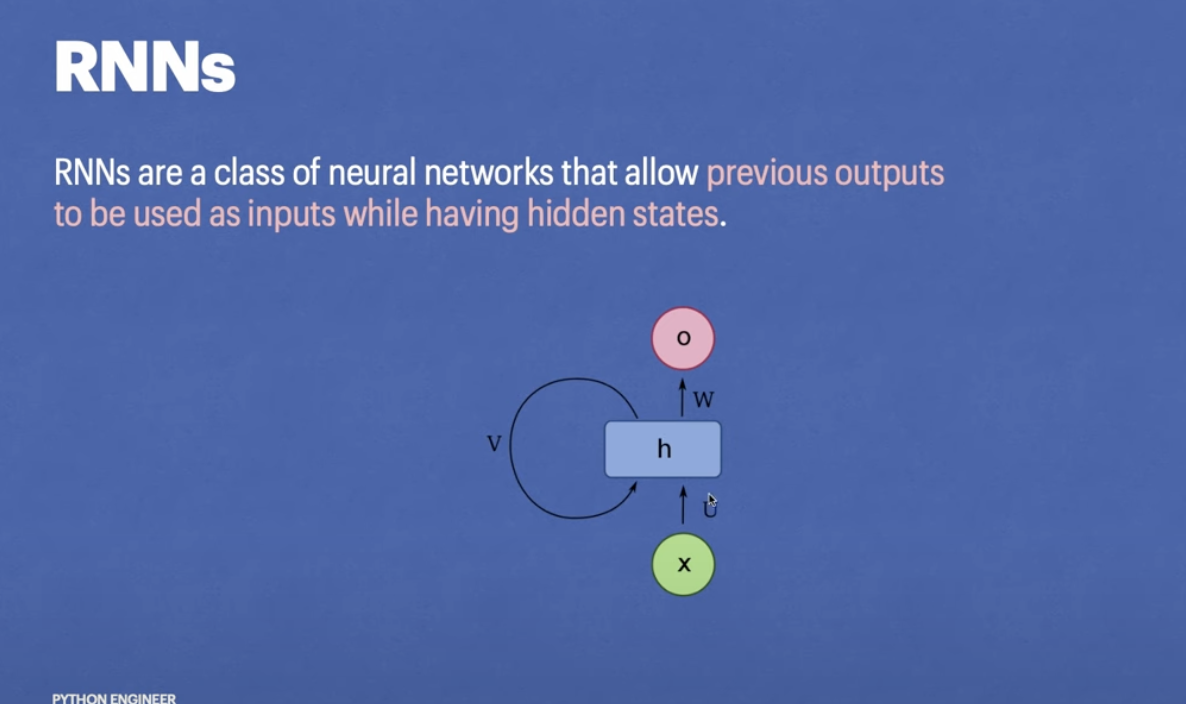 RNNs
RNNs are a class of neural networks that allow previous outputs
to be used as inputs while having hidden states.
o
W
V
h
U
x
PYTHON ENGINEER